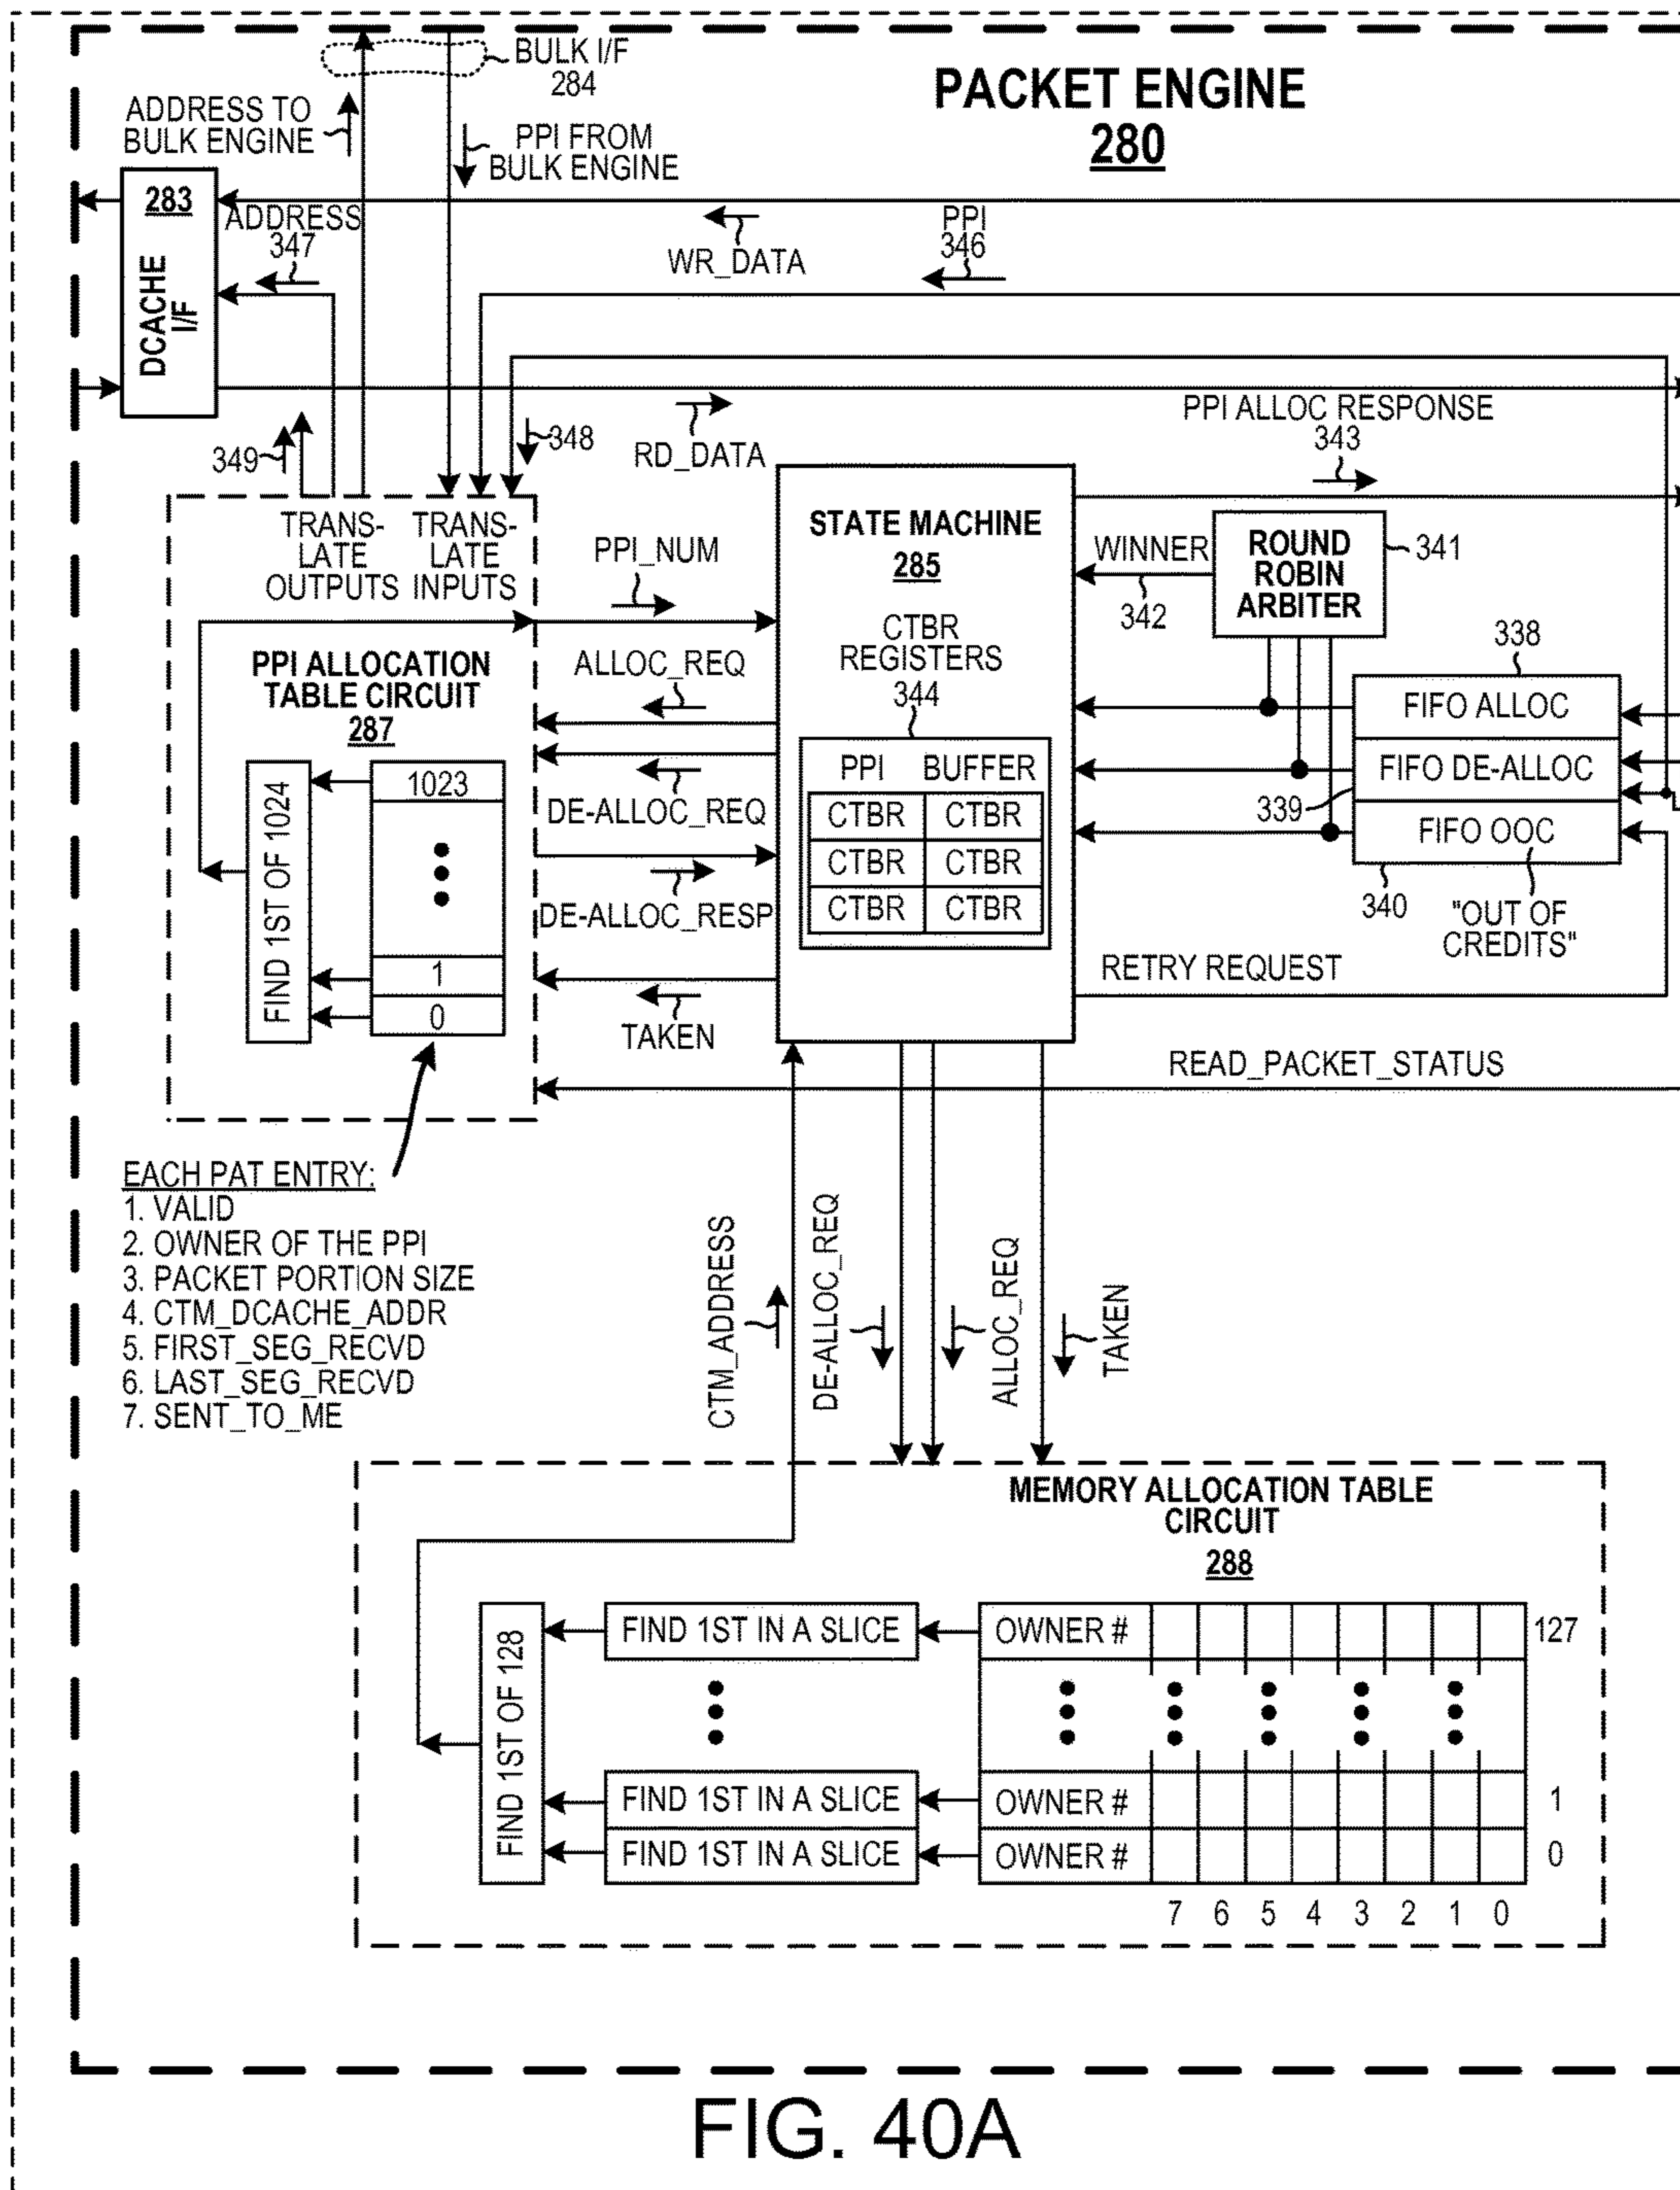 BULK I/F
284
PACKET ENGINE
280
ADDRESS TO
BULK ENGINE
PPI FROM
BULK ENGINE
283
DCACHE
I/F
ADDRESS
347
WR_DATA
PPI
346
349
348
RD_DATA
PPI ALLOC RESPONSE
343
TRANS-
LATE
OUTPUTS
TRANS-
LATE
INPUTS
PPI_NUM
STATE MACHINE
285
WINNER
342
ROUND
ROBIN
ARBITER
341
PPI ALLOCATION
TABLE CIRCUIT
287
ALLOC_REQ
CTBR
REGISTERS
344
338
FIFO ALLOC
FIFO DE-ALLOC
339
FIFO OOC
340
"OUT OF
CREDITS"
FIND 1ST OF 1024
1023
1
0
DE-ALLOC_REQ
DE-ALLOC_RESP
PPI BUFFER
CTBR CTBR
CTBR CTBR
CTBR CTBR
RETRY REQUEST
TAKEN
READ_PACKET_STATUS
EACH PAT ENTRY:
1. VALID
2. OWNER OF THE PPI
3. PACKET PORTION SIZE
4. CTM_DCACHE_ADDR
5. FIRST_SEG_RECVD
6. LAST_SEG_RECVD
7. SENT_TO_ME
CTM_ADDRESS
DE-ALLOC_REQ
ALLOC_REQ
TAKEN
MEMORY ALLOCATION TABLE
CIRCUIT
288
FIND 1ST OF 128
FIND 1ST IN A SLICE OWNER # 127
FIND 1ST IN A SLICE OWNER # 1
FIND 1ST IN A SLICE OWNER # 0
7 6 5 4 3 2 1 0
FIG. 40A